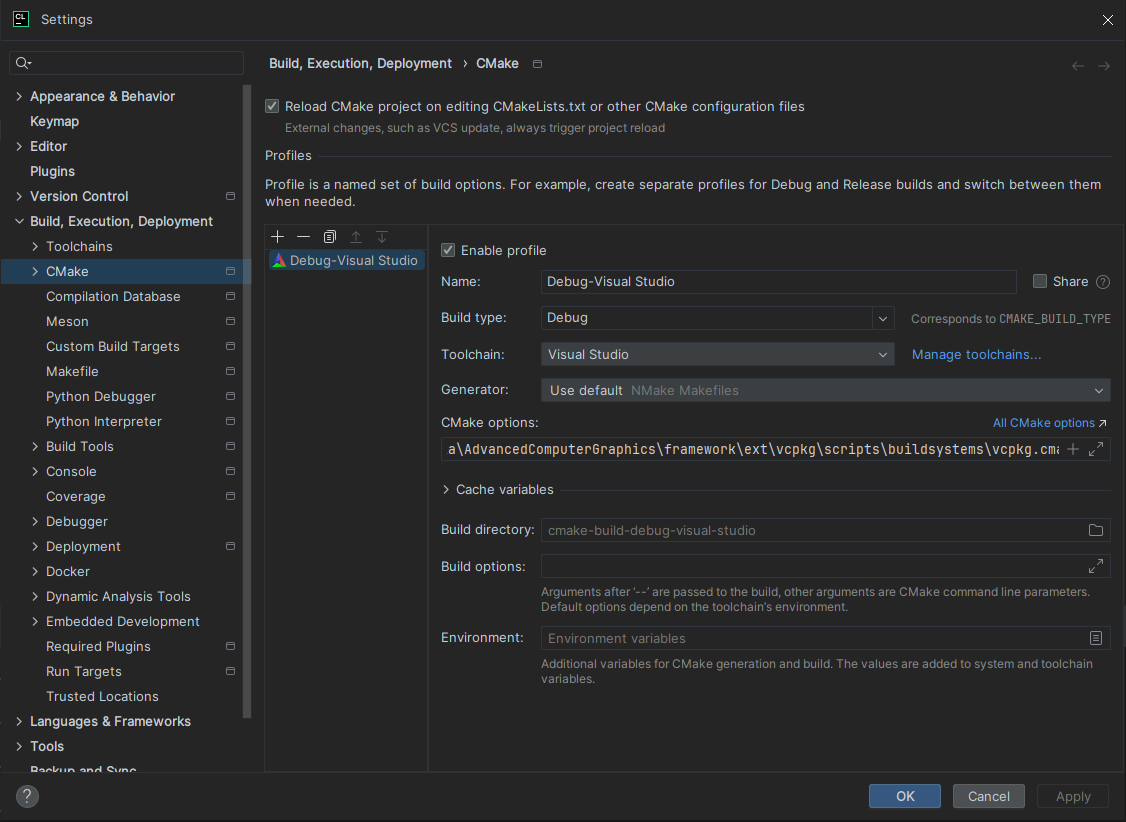 CL
Settings
Build, Execution, Deployment › CMake
Appearance & Behavior
Keymap
Editor
Plugins
Version Control
Build, Execution, Deployment
Toolchains
CMake
Compilation Database
Meson
Custom Build Targets
Makefile
Python Debugger
Python Interpreter
Build Tools
Console
Coverage
Debugger
Deployment
Docker
Dynamic Analysis Tools
Embedded Development
Required Plugins
Run Targets
Trusted Locations
Languages & Frameworks
Tools
Backup and Sync
Reload CMake project on editing CMakeLists.txt or other CMake configuration files
External changes, such as VCS update, always trigger project reload
Profiles
Profile is a named set of build options. For example, create separate profiles for Debug and Release builds and switch between them
when needed.
Debug-Visual Studio
Enable profile
Name: Debug-Visual Studio Share ?
Build type: Debug Corresponds to CMAKE_BUILD_TYPE
Toolchain: Visual Studio Manage toolchains...
Generator: Use default NMake Makefiles
CMake options: All CMake options ↗
a\AdvancedComputerGraphics\framework\ext\vcpkg\scripts\buildsystems\vcpkg.cma
Cache variables
Build directory: cmake-build-debug-visual-studio
Build options:
Arguments after '--' are passed to the build, other arguments are CMake command line parameters.
Default options depend on the toolchain's environment.
Environment: Environment variables
Additional variables for CMake generation and build. The values are added to system and toolchain
variables.
? OK Cancel Apply